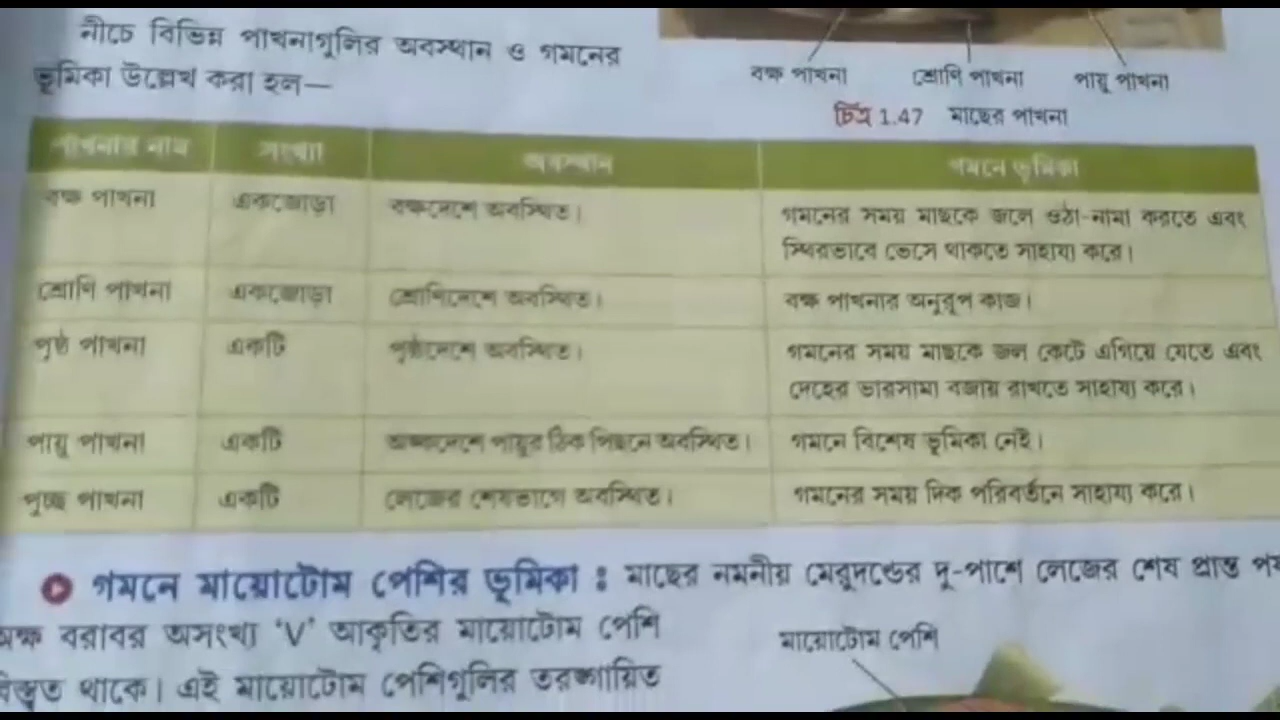 নীচে বিভিন্ন পাখনাগুলির অবস্থান ও গমনের
ভূমিকা উল্লেখ করা হল—
বক্ষ পাখনা শ্রোণি পাখনা পায়ু পাখনা
চিত্র 1.47 মাছের পাখনা
পাখনার নাম সংখ্যা অবস্থান গমনে ভূমিকা
বক্ষ পাখনা একজোড়া বক্ষদেশে অবস্থিত। গমনের সময় মাছকে জলে ওঠা-নামা করতে এবং
স্থিরভাবে ভেসে থাকতে সাহায্য করে।
শ্রোণি পাখনা একজোড়া শ্রোণিদেশে অবস্থিত। বক্ষ পাখনার অনুরূপ কাজ।
পৃষ্ঠ পাখনা একটি পৃষ্ঠদেশে অবস্থিত। গমনের সময় মাছকে জল কেটে এগিয়ে যেতে এবং
দেহের ভারসাম্য বজায় রাখতে সাহায্য করে।
পায়ু পাখনা একটি অঙ্কদেশে পায়ুর ঠিক পিছনে অবস্থিত। গমনে বিশেষ ভূমিকা নেই।
পুচ্ছ পাখনা একটি লেজের শেষভাগে অবস্থিত। গমনের সময় দিক পরিবর্তনে সাহায্য করে।
গমনে মায়োটোম পেশির ভূমিকা : মাছের নমনীয় মেরুদণ্ডের দু-পাশে লেজের শেষ প্রান্ত
অক্ষ বরাবর অসংখ্য ‘V’ আকৃতির মায়োটোম পেশি
বিস্তৃত থাকে। এই মায়োটোম পেশিগুলির তরঙ্গায়িত
মায়োটোম পেশি